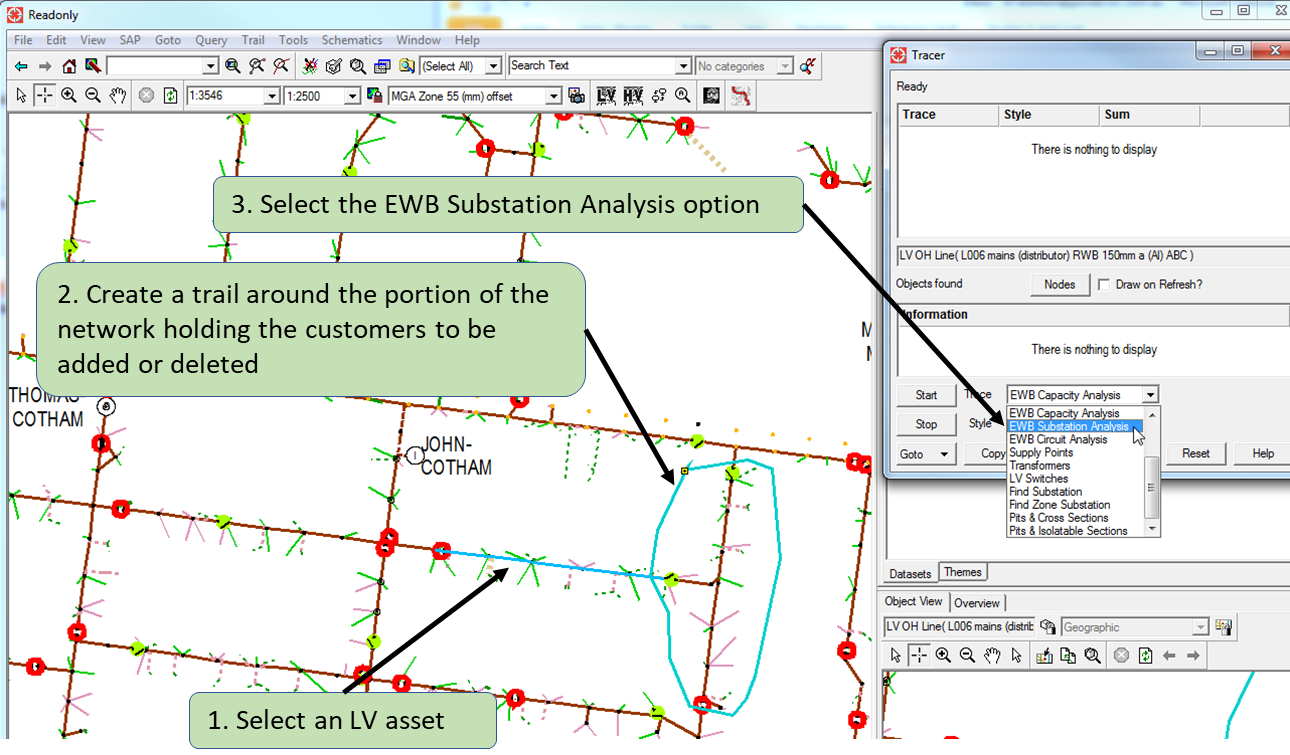 Readonly
File Edit View SAP Goto Query Trail Tools Schematics Window Help
(Select All) Search Text No categories
1:3546 1:2500 MGA Zone 55 (mm) offset LV HV
Tracer
Ready
Trace Style Sum
There is nothing to display
3. Select the EWB Substation Analysis option
LV OH Line( L006 mains (distributor) RWB 150mm a (Al) ABC )
2. Create a trail around the portion of the
network holding the customers to be
added or deleted
Objects found Nodes Draw on Refresh?
Information
There is nothing to display
THOMAS
COTHAM
JOHN-
COTHAM
Start Trace EWB Capacity Analysis
EWB Capacity Analysis
Stop Style EWB Substation Analysis
EWB Circuit Analysis
Goto Copy Supply Points Reset Help
Transformers
LV Switches
Find Substation
Find Zone Substation
Pits & Cross Sections
Pits & Isolatable Sections
Datasets Themes
Object View Overview
LV OH Line( L006 mains (distrib Geographic
1. Select an LV asset